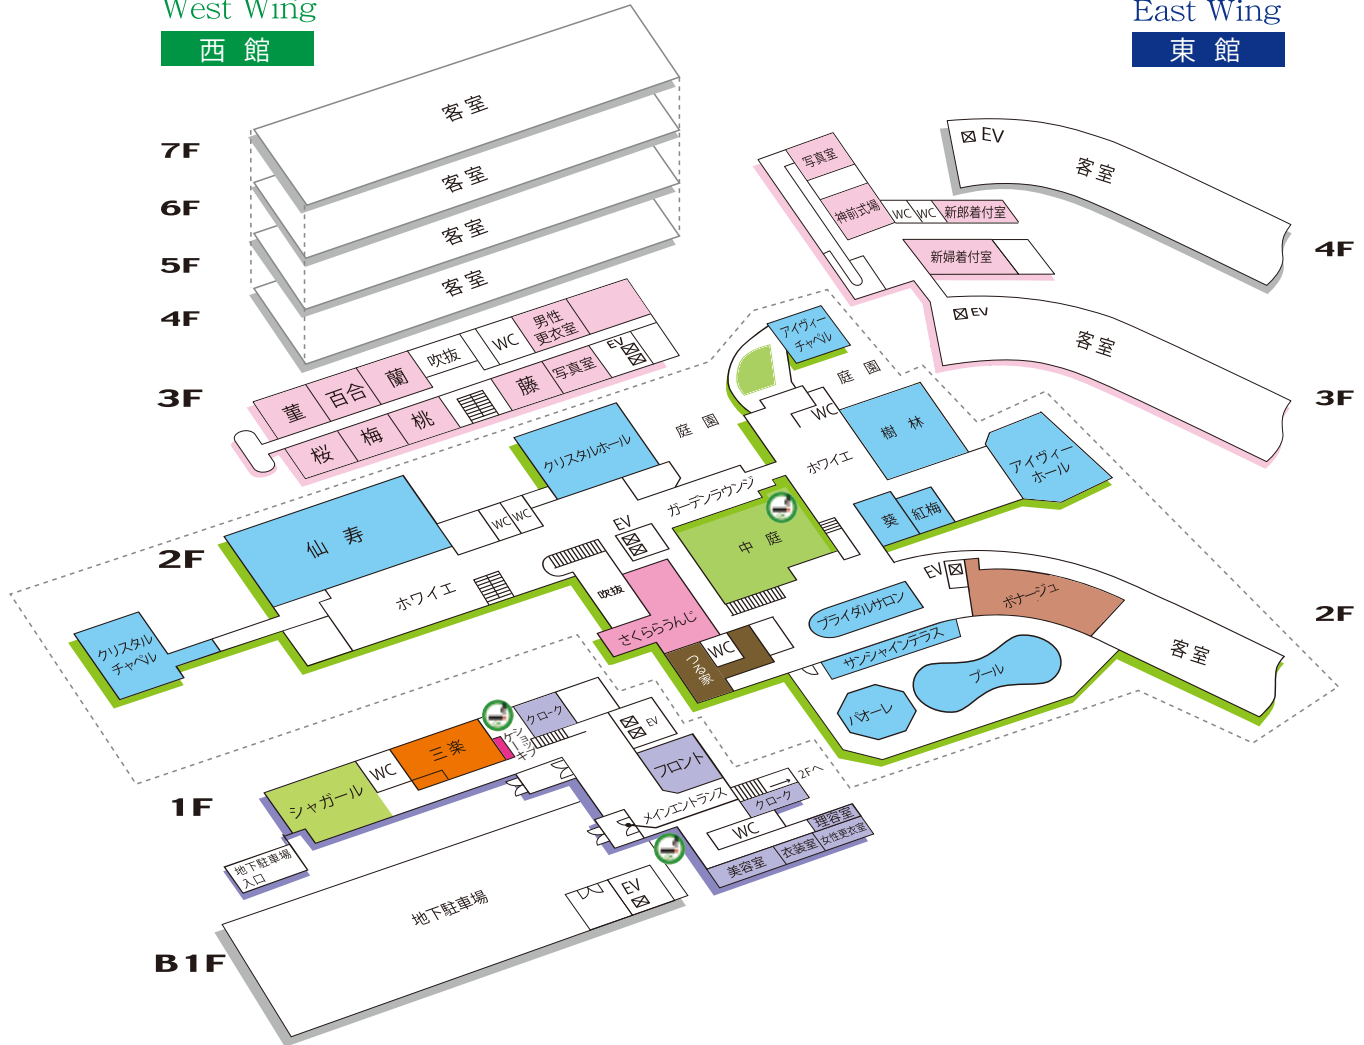 West Wing
西館
East Wing
東館
7F
客室
6F
客室
5F
客室
4F
客室
3F
菫
百合
蘭
吹抜
WC
男性
更衣室
桜
梅
桃
藤
写真室
EV
EV
客室
4F
写真室
神前式場
WC
WC
新郎着付室
新婦着付室
EV
客室
3F
2F
仙寿
クリスタルホール
WC
WC
ホワイエ
クリスタル
チャペル
EV
吹抜
さくららうんじ
つる家
WC
庭園
ガーデンラウンジ
中庭
アイヴィー
チャペル
庭園
WC
ホワイエ
樹林
アイヴィー
ホール
葵
紅梅
EV
ボナージュ
ブライダルサロン
サンシャインテラス
プール
パオーレ
客室
2F
1F
シャガール
WC
三楽
ケーキ
ショップ
クローク
EV
フロント
メインエントランス
2Fへ
クローク
WC
理容室
女性更衣室
衣装室
美容室
地下駐車場
入口
B1F
地下駐車場
EV